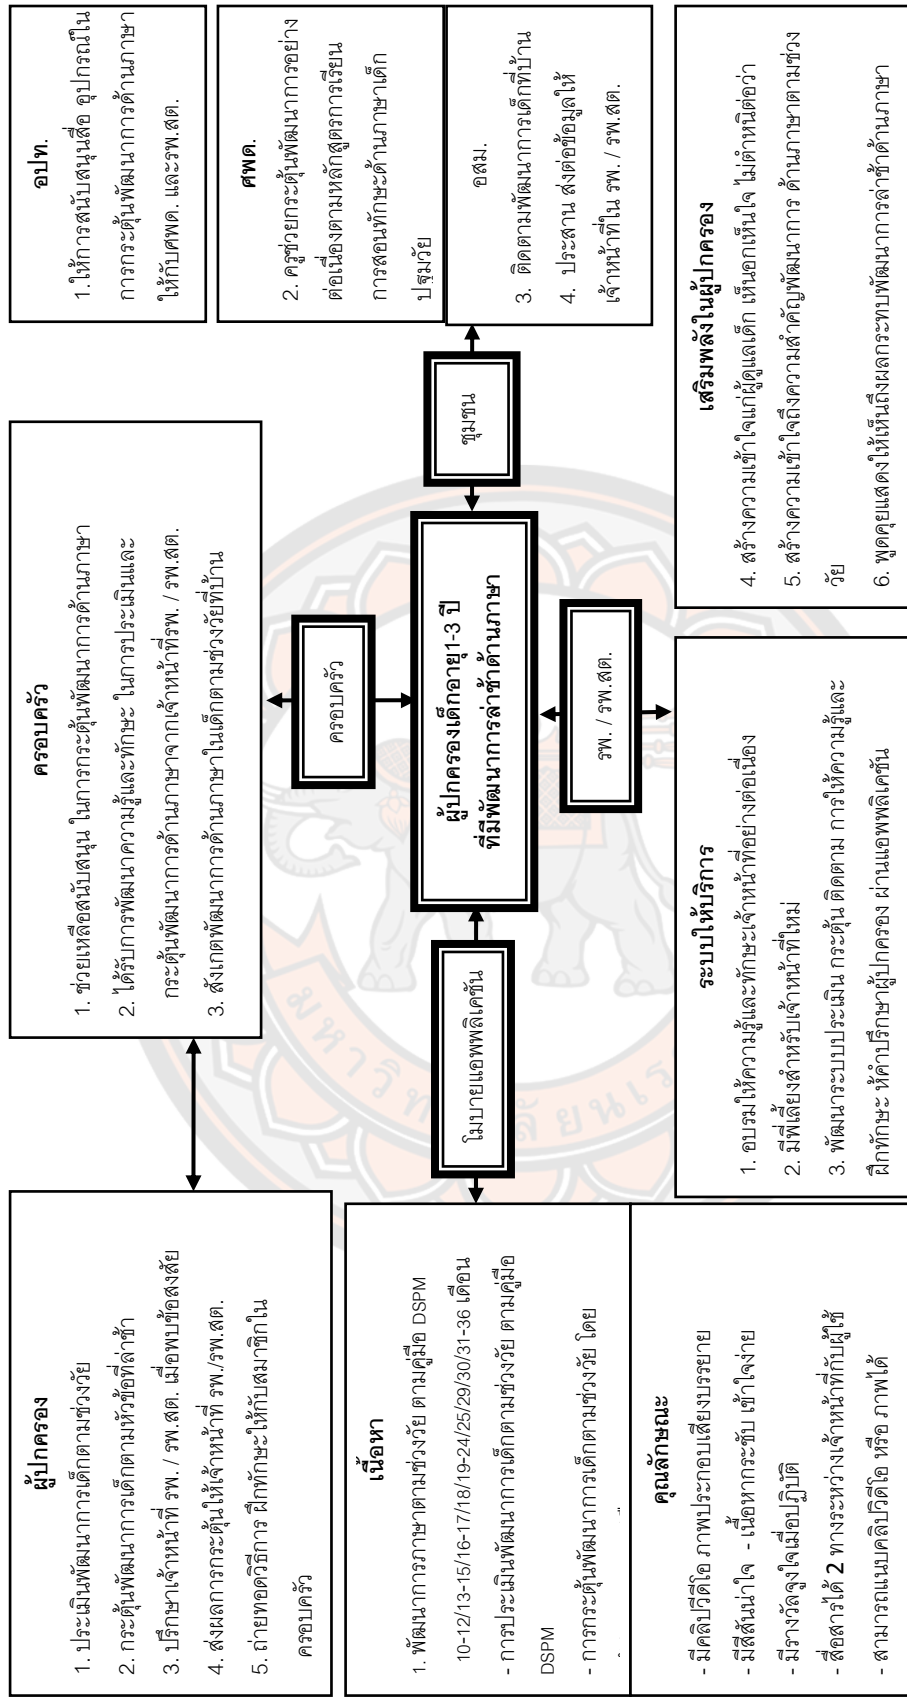 ผู้ปกครอง
1. ประเมินพัฒนาการเด็กตามช่วงวัย
2. กระตุ้นพัฒนาการเด็กตามหัวข้อที่ล่าช้า
3. ปรึกษาเจ้าหน้าที่ รพ. / รพ.สต. เมื่อพบข้อสงสัย
4. ส่งผลการกระตุ้นให้เจ้าหน้าที่ รพ./รพ.สต.
5. ถ่ายทอดวิธีการ ฝึกทักษะให้กับสมาชิกใน
ครอบครัว
ครอบครัว
1. ช่วยเหลือสนับสนุน ในการกระตุ้นพัฒนาการด้านภาษา
2. ได้รับการพัฒนาความรู้และทักษะ ในการประเมินและ
กระตุ้นพัฒนาการด้านภาษาจากเจ้าหน้าที่รพ. / รพ.สต.
3. สังเกตพัฒนาการด้านภาษาในเด็กตามช่วงวัยที่บ้าน
อปท.
1.ให้การสนับสนุนสื่อ อุปกรณ์ใน
การกระตุ้นพัฒนาการด้านภาษา
ให้กับศพด. และรพ.สต.
ศพด.
2. ครูช่วยกระตุ้นพัฒนาการอย่าง
ต่อเนื่องตามหลักสูตรการเรียน
การสอนทักษะด้านภาษาเด็ก
ปฐมวัย
อสม.
3. ติดตามพัฒนาการเด็กที่บ้าน
4. ประสาน ส่งต่อข้อมูลให้
เจ้าหน้าที่ใน รพ. / รพ.สต.
ครอบครัว
ชุมชน
ผู้ปกครองเด็กอายุ1-3 ปี
ที่มีพัฒนาการล่าช้าด้านภาษา
โมบายแอพพลิเคชัน
รพ. / รพ.สต.
เนื้อหา
1. พัฒนาการภาษาตามช่วงวัย ตามคู่มือ DSPM
10-12/13-15/16-17/18/19-24/25/29/30/31-36 เดือน
- การประเมินพัฒนาการเด็กตามช่วงวัย ตามคู่มือ
DSPM
- การกระตุ้นพัฒนาการเด็กตามช่วงวัย โดย
คุณลักษณะ
- มีคลิปวีดีโอ ภาพประกอบเสียงบรรยาย
- มีสีสันน่าใจ - เนื้อหากระชับ เข้าใจง่าย
- มีรางวัลจูงใจเมื่อปฏิบัติ
- สื่อสารได้ 2 ทางระหว่างเจ้าหน้าที่กับผู้ใช้
- สามารถแนบคลิปวิดีโอ หรือ ภาพได้
ระบบให้บริการ
1. อบรมให้ความรู้และทักษะเจ้าหน้าที่อย่างต่อเนื่อง
2. มีพี่เลี้ยงสำหรับเจ้าหน้าที่ใหม่
3. พัฒนาระบบประเมิน กระตุ้น ติดตาม การให้ความรู้และ
ฝึกทักษะ ห้คำปรึกษาผู้ปกครอง ผ่านแอพพลิเคชัน
เสริมพลังในผู้ปกครอง
4. สร้างความเข้าใจแก่ผู้ดูแลเด็ก เห็นอกเห็นใจ ไม่ตำหนิต่อว่า
5. สร้างความเข้าใจถึงความสำคัญพัฒนาการ ด้านภาษาตามช่วง
วัย
6. พูดคุยแสดงให้เห็นถึงผลกระทบพัฒนาการล่าช้าด้านภาษา